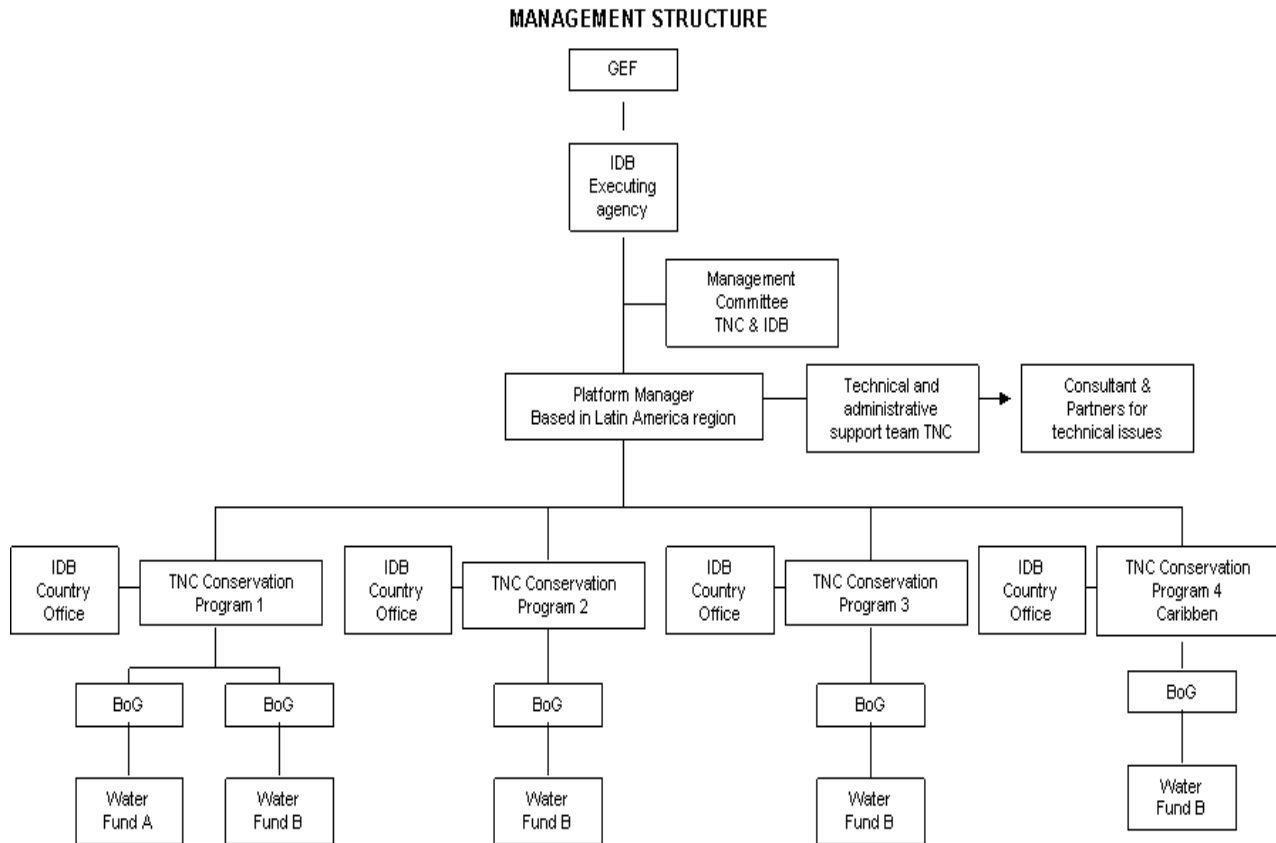 MANAGEMENT STRUCTURE
GEF
IDB
Executing
agency
Management
Committee
TNC & IDB
Platform Manager
Based in Latin America region
Technical and
administrative
support team TNC
Consultant &
Partners for
technical issues
IDB
Country
Office
TNC Conservation
Program 1
IDB
Country
Office
TNC Conservation
Program 2
IDB
Country
Office
TNC Conservation
Program 3
IDB
Country
Office
TNC Conservation
Program 4
Caribben
BoG
BoG
BoG
BoG
BoG
Water
Fund A
Water
Fund B
Water
Fund B
Water
Fund B
Water
Fund B